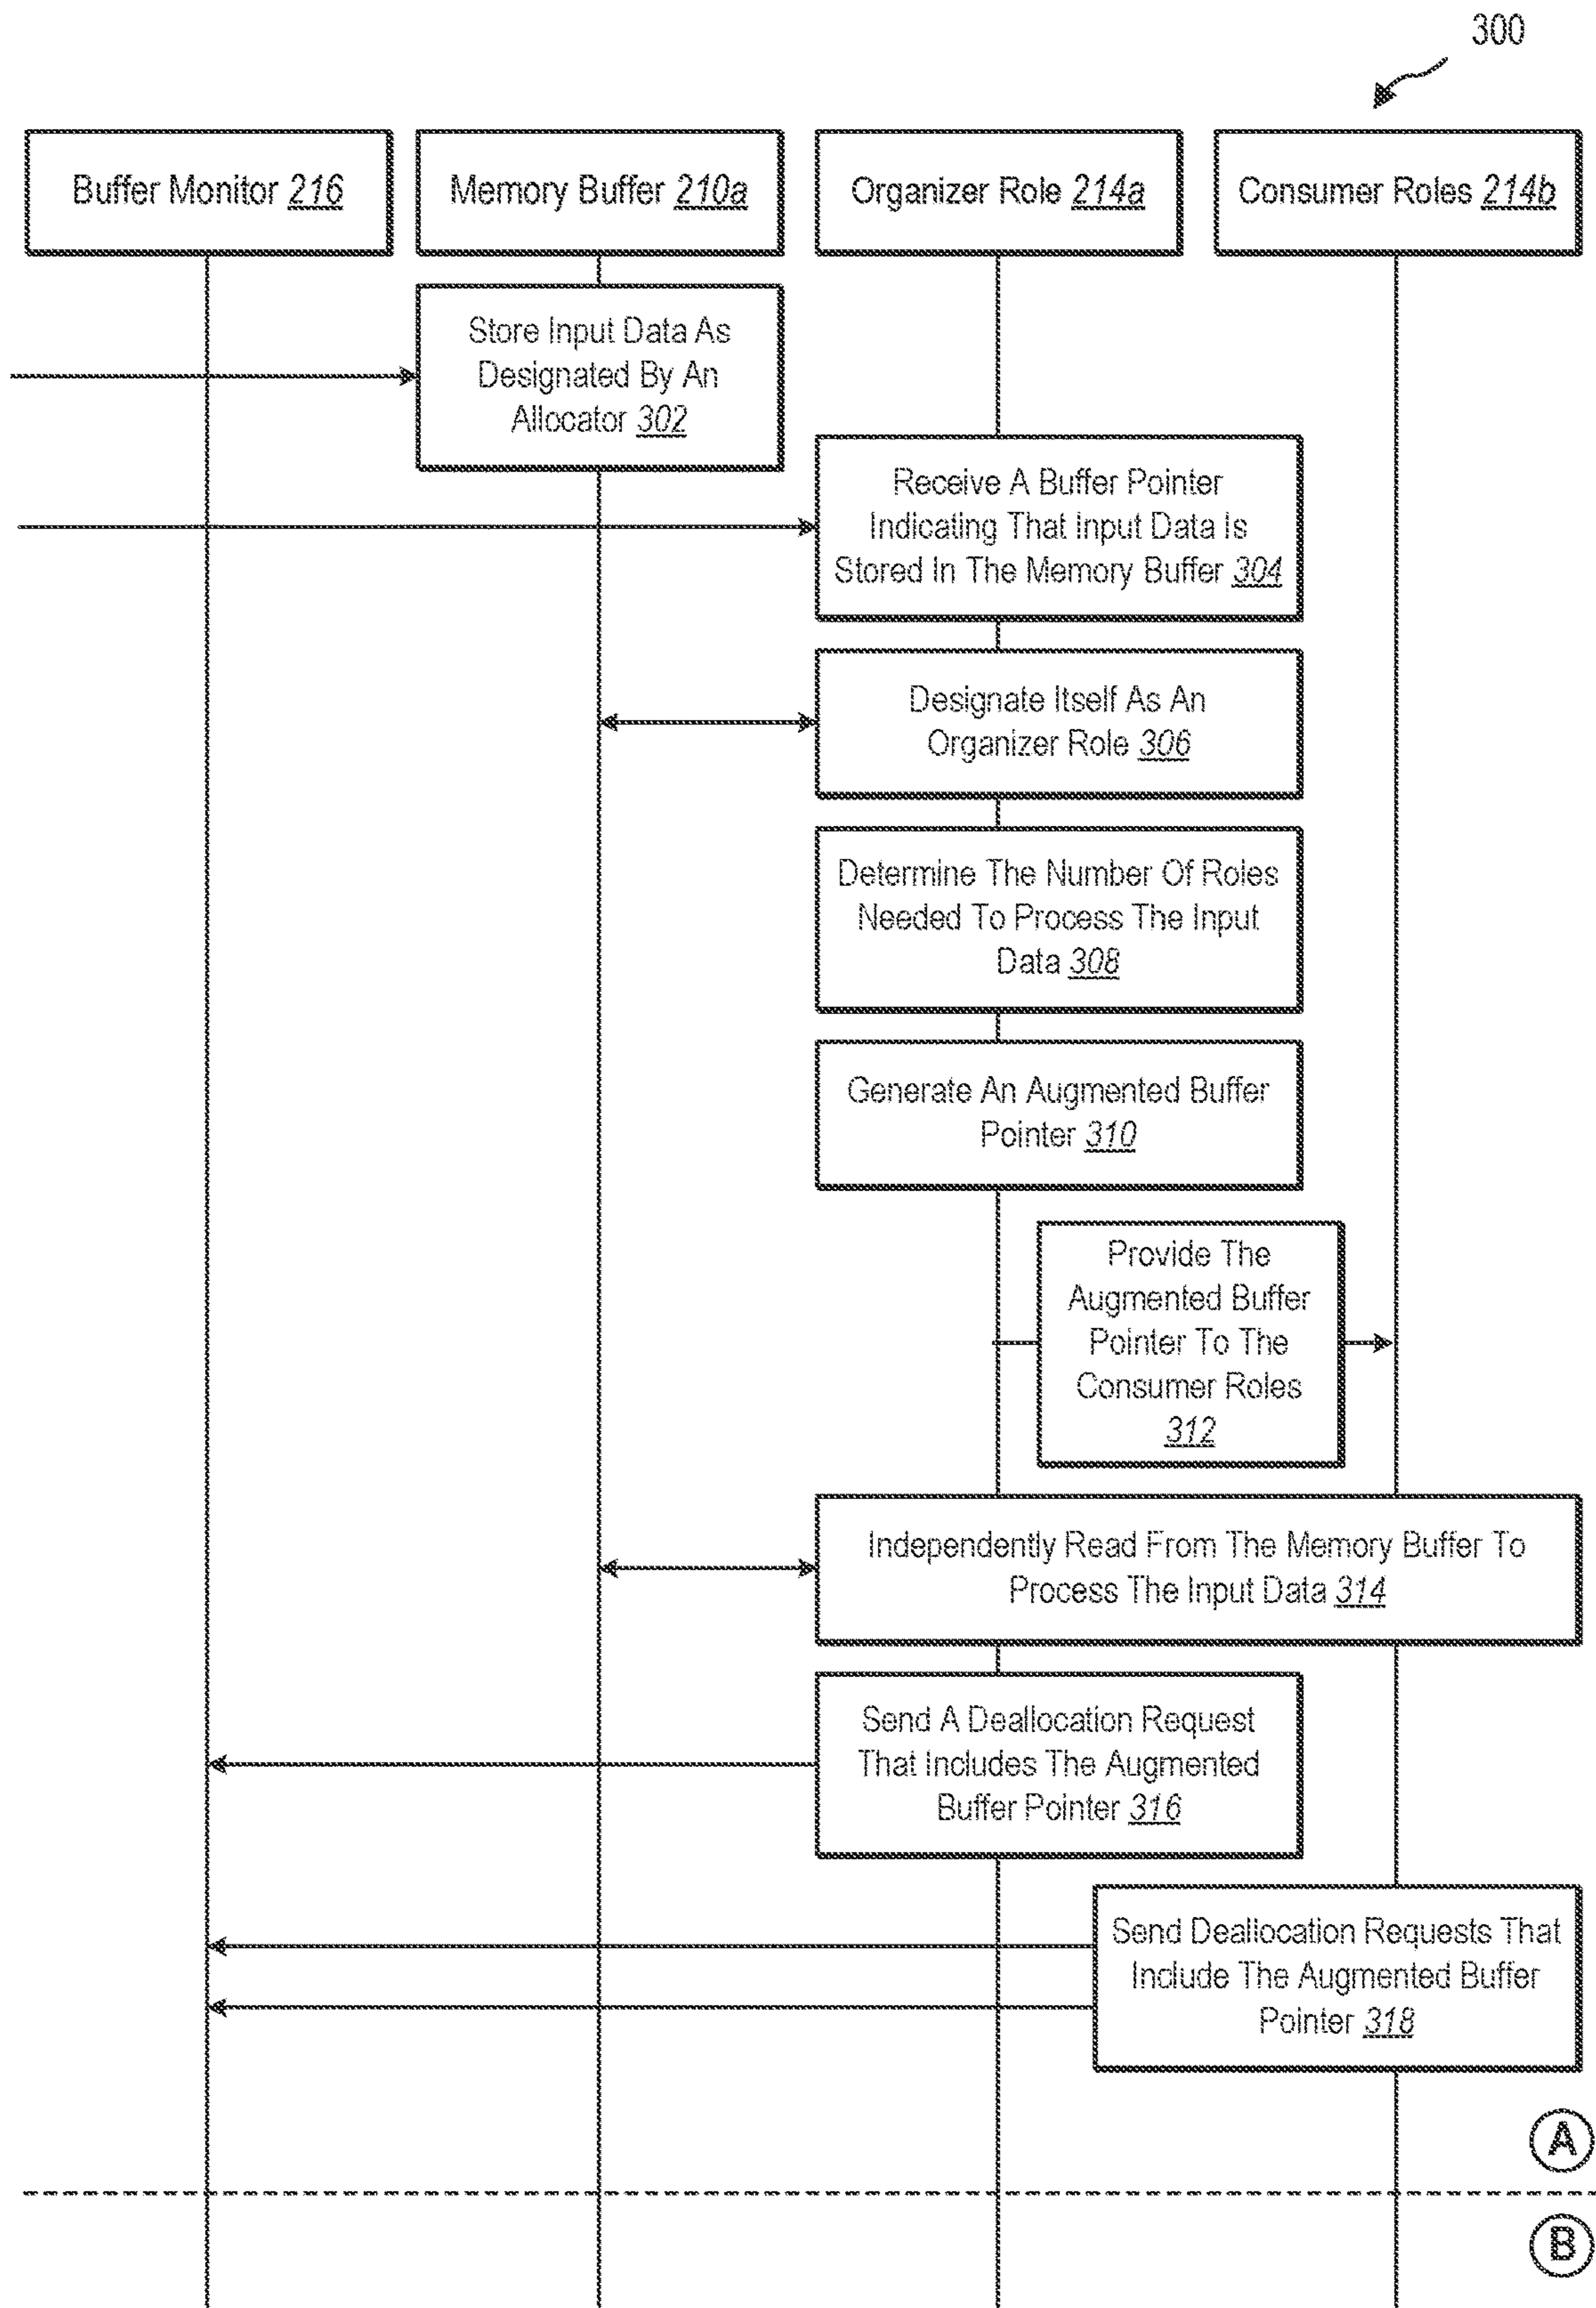 300
Buffer Monitor 216
Memory Buffer 210a
Organizer Role 214a
Consumer Roles 214b
Store Input Data As
Designated By An
Allocator 302
Receive A Buffer Pointer
Indicating That Input Data Is
Stored In The Memory Buffer 304
Designate Itself As An
Organizer Role 306
Determine The Number Of Roles
Needed To Process The Input
Data 308
Generate An Augmented Buffer
Pointer 310
Provide The
Augmented Buffer
Pointer To The
Consumer Roles
312
Independently Read From The Memory Buffer To
Process The Input Data 314
Send A Deallocation Request
That Includes The Augmented
Buffer Pointer 316
Send Deallocation Requests That
Include The Augmented Buffer
Pointer 318
A
B